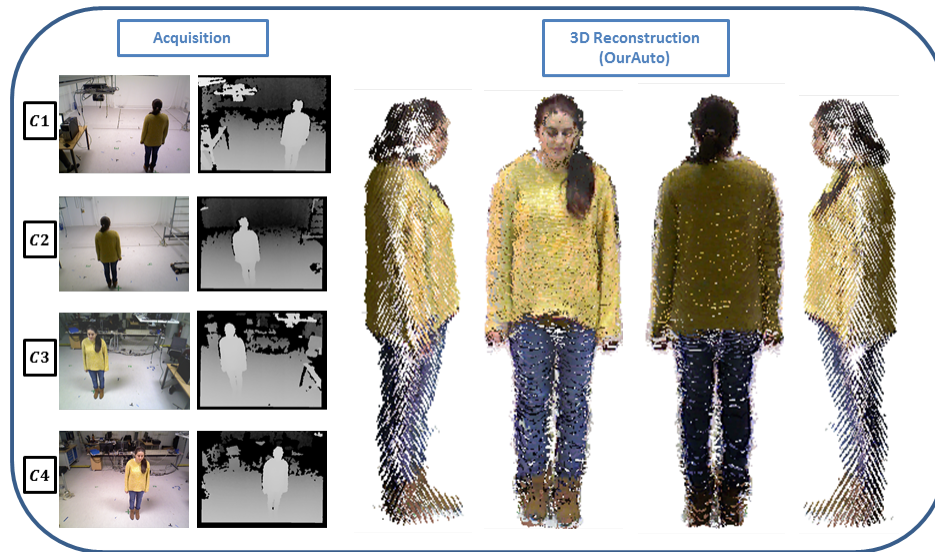 Acquisition
3D Reconstruction
(OurAuto)
C1
C2
C3
C4